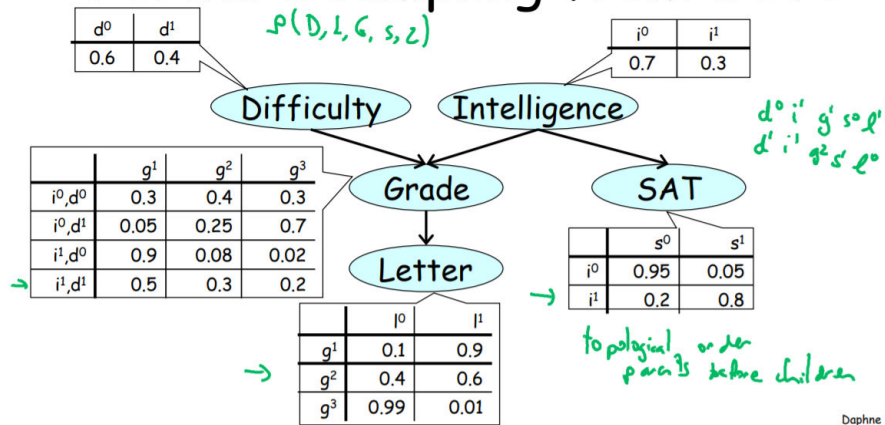 d⁰ d¹
0.6 0.4
P(D, I, G, S, L)
i⁰ i¹
0.7 0.3
Difficulty
Intelligence
d⁰ i¹ g¹ s⁰ l¹
d¹ i¹ g² s¹ l⁰
g¹ g² g³
i⁰,d⁰ 0.3 0.4 0.3
i⁰,d¹ 0.05 0.25 0.7
i¹,d⁰ 0.9 0.08 0.02
i¹,d¹ 0.5 0.3 0.2
Grade
SAT
s⁰ s¹
i⁰ 0.95 0.05
i¹ 0.2 0.8
Letter
l⁰ l¹
g¹ 0.1 0.9
g² 0.4 0.6
g³ 0.99 0.01
topological order
parents before children
Daphne